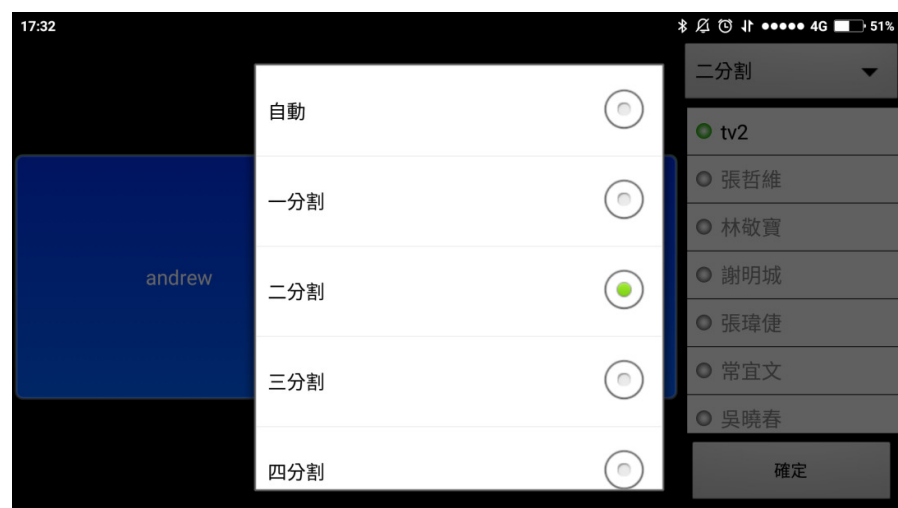 17:32
4G 51%
自動
一分割
二分割
三分割
四分割
andrew
二分割
tv2
張哲維
林敬寶
謝明城
張瑋倢
常宜文
吳曉春
確定